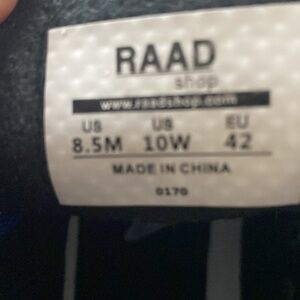 RAAD
shop
www.raadshop.com
US US EU
8.5M 10W 42
MADE IN CHINA
0170